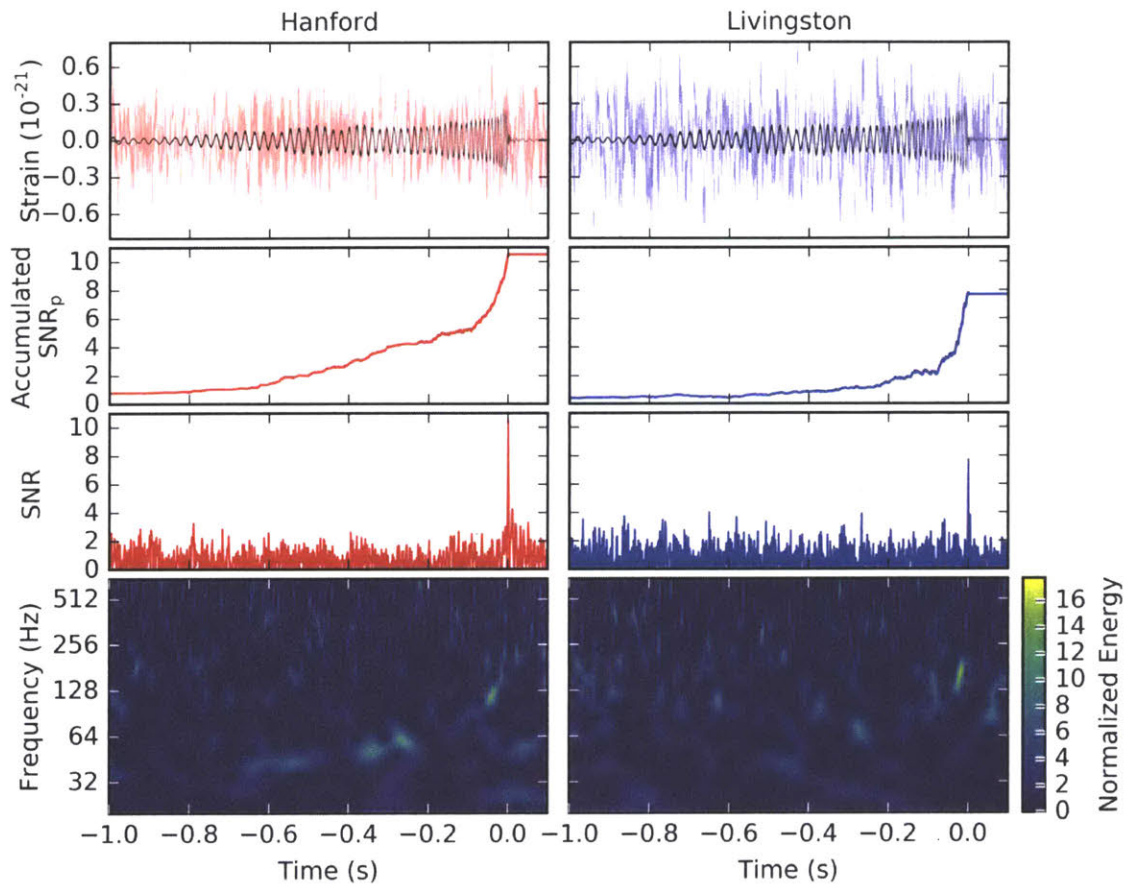 Hanford
Livingston
Strain (10⁻²¹)
0.6
0.3
0.0
−0.3
−0.6
Accumulated
SNRₚ
10
8
6
4
2
0
SNR
10
8
6
4
2
0
Frequency (Hz)
512
256
128
64
32
−1.0 −0.8 −0.6 −0.4 −0.2 0.0
Time (s)
−1.0 −0.8 −0.6 −0.4 −0.2 0.0
Time (s)
16
14
12
10
8
6
4
2
0
Normalized Energy